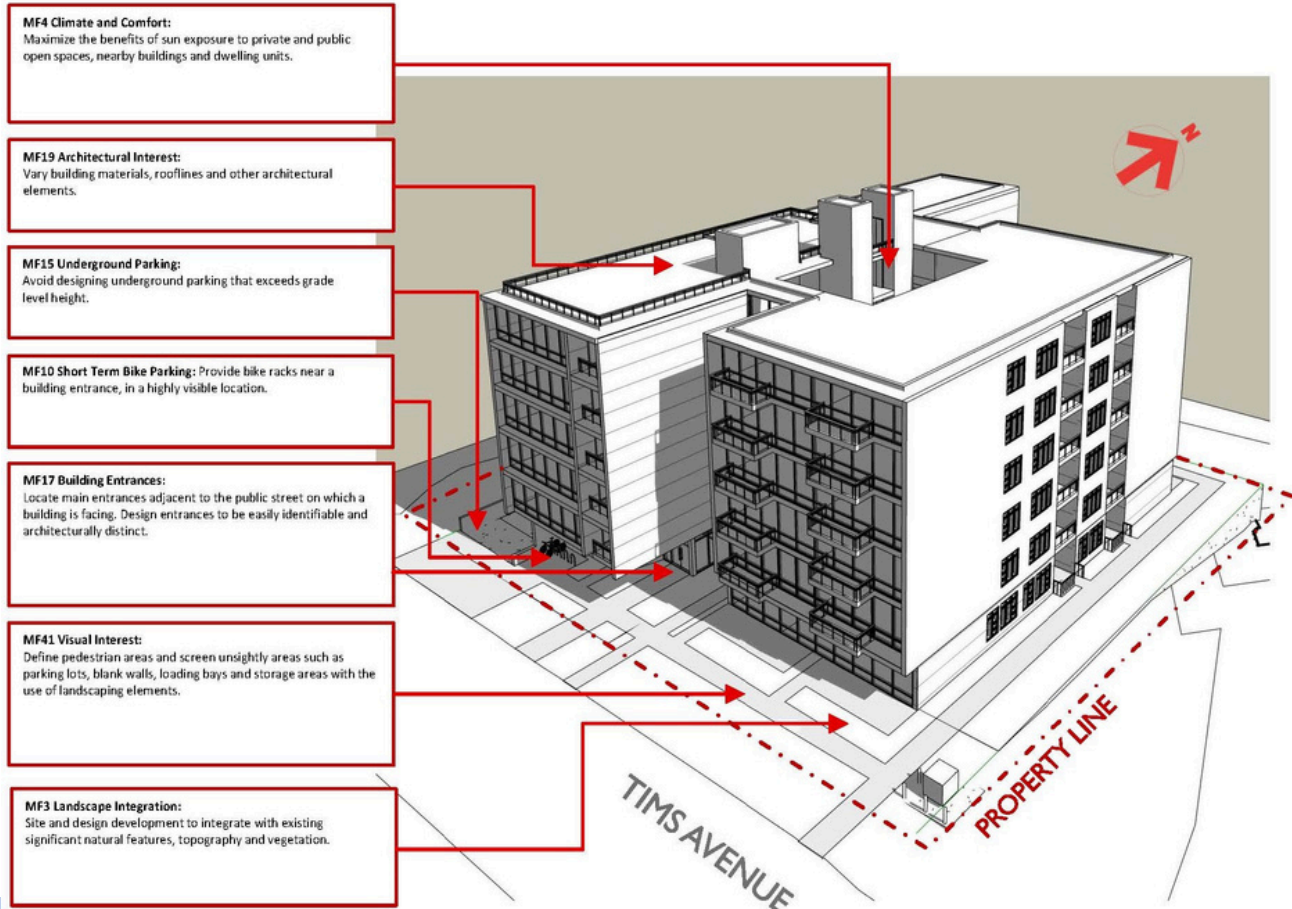 MF4 Climate and Comfort:
Maximize the benefits of sun exposure to private and public
open spaces, nearby buildings and dwelling units.
MF19 Architectural Interest:
Vary building materials, rooflines and other architectural
elements.
MF15 Underground Parking:
Avoid designing underground parking that exceeds grade
level height.
MF10 Short Term Bike Parking: Provide bike racks near a
building entrance, in a highly visible location.
MF17 Building Entrances:
Locate main entrances adjacent to the public street on which a
building is facing. Design entrances to be easily identifiable and
architecturally distinct.
MF41 Visual Interest:
Define pedestrian areas and screen unsightly areas such as
parking lots, blank walls, loading bays and storage areas with the
use of landscaping elements.
MF3 Landscape Integration:
Site and design development to integrate with existing
significant natural features, topography and vegetation.
N
TIMS AVENUE
PROPERTY LINE